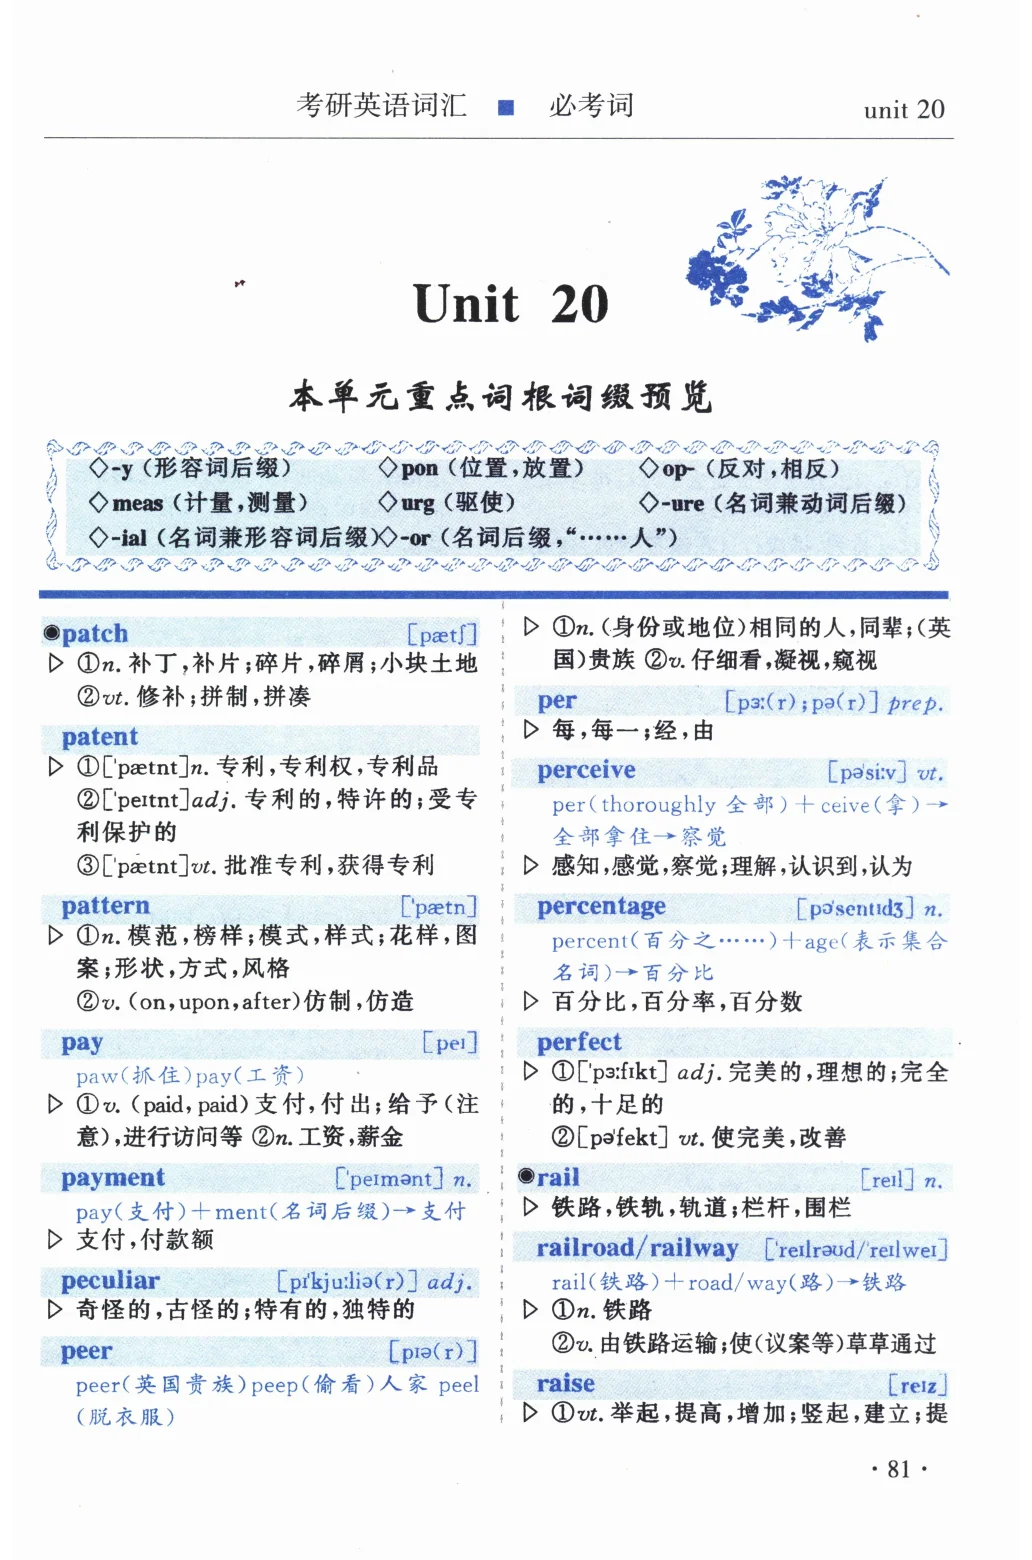 考研英语词汇 ■ 必考词 unit 20
Unit 20
本单元重点词根词缀预览
◇-y（形容词后缀） ◇pon（位置,放置） ◇op-（反对,相反）
◇meas（计量,测量） ◇urg（驱使） ◇-ure（名词兼动词后缀）
◇-ial（名词兼形容词后缀）◇-or（名词后缀,“……人”）
◉patch [pætʃ]
▷ ①n. 补丁,补片;碎片,碎屑;小块土地
②vt. 修补;拼制,拼凑
patent
▷ ①['pætnt]n. 专利,专利权,专利品
②['peɪtnt]adj. 专利的,特许的;受专
利保护的
③['pætnt]vt. 批准专利,获得专利
pattern ['pætn]
▷ ①n. 模范,榜样;模式,样式;花样,图
案;形状,方式,风格
②v. (on,upon,after)仿制,仿造
pay [peɪ]
paw(抓住)pay(工资)
▷ ①v. (paid, paid)支付,付出;给予(注
意),进行访问等 ②n. 工资,薪金
payment ['peɪmənt] n.
pay(支付)＋ment(名词后缀)→支付
▷ 支付,付款额
peculiar [pɪ'kju:liə(r)] adj.
▷ 奇怪的,古怪的;特有的,独特的
peer [pɪə(r)]
peer(英国贵族)peep(偷看)人家 peel
(脱衣服)
▷ ①n. (身份或地位)相同的人,同辈;(英
国)贵族 ②v. 仔细看,凝视,窥视
per [pɜ:(r);pə(r)] prep.
▷ 每,每一;经,由
perceive [pə'si:v] vt.
per(thoroughly 全部)＋ceive(拿)→
全部拿住→察觉
▷ 感知,感觉,察觉;理解,认识到,认为
percentage [pə'sentɪdʒ] n.
percent(百分之……)＋age(表示集合
名词)→百分比
▷ 百分比,百分率,百分数
perfect
▷ ①['pɜ:fɪkt] adj. 完美的,理想的;完全
的,十足的
②[pə'fekt] vt. 使完美,改善
◉rail [reɪl] n.
▷ 铁路,铁轨,轨道;栏杆,围栏
railroad/railway ['reɪlrəʊd/'reɪlweɪ]
rail(铁路)＋road/way(路)→铁路
▷ ①n. 铁路
②v. 由铁路运输;使(议案等)草草通过
raise [reɪz]
▷ ①vt. 举起,提高,增加;竖起,建立;提
· 81 ·